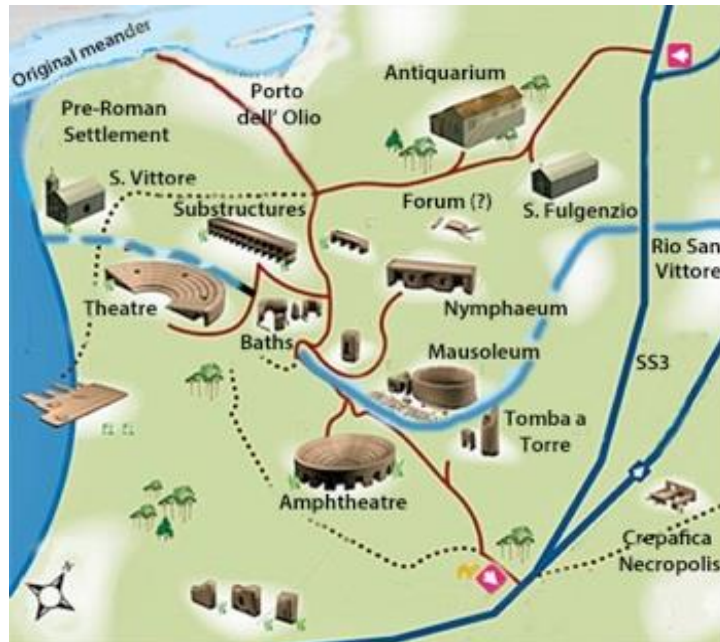 Original meander
Antiquarium
Porto
dell' Olio
Pre-Roman
Settlement
S. Vittore
Substructures
Forum (?)
S. Fulgenzio
Rio San
Vittore
Theatre
Baths
Nymphaeum
Mausoleum
SS3
Tomba a
Torre
Amphtheatre
Crepafica
Necropolis
N